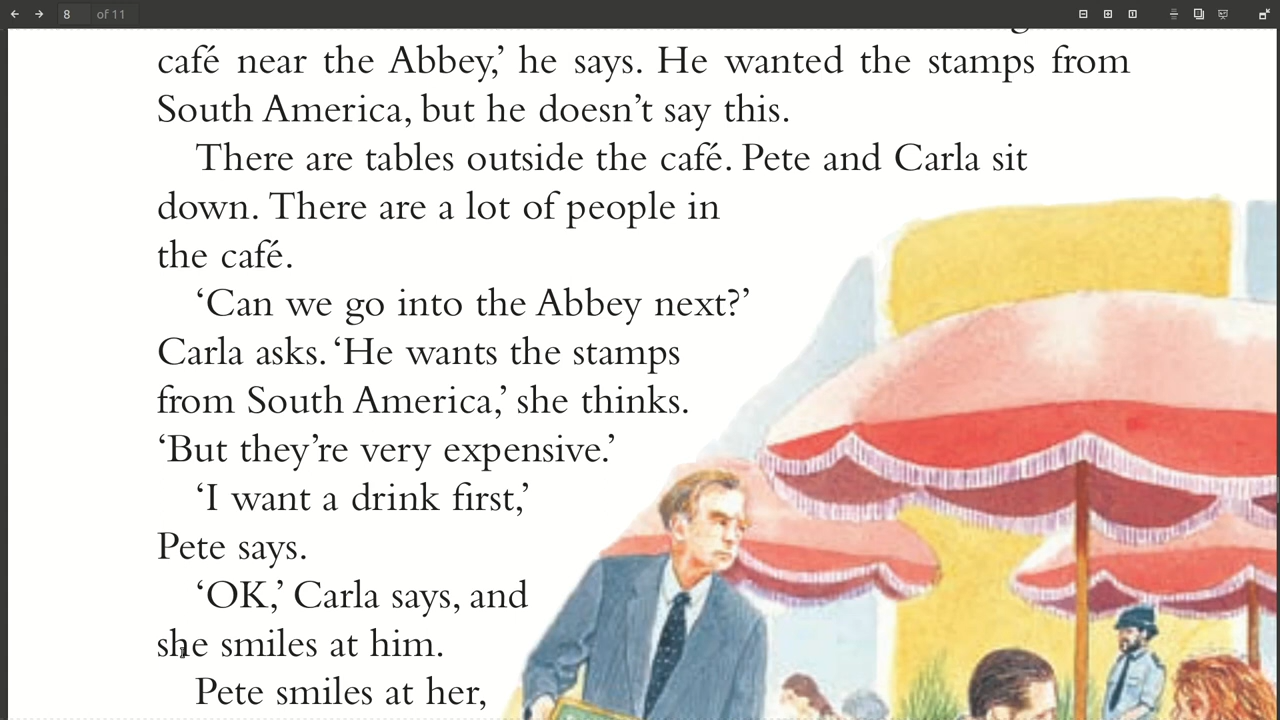 8 of 11
café near the Abbey,’ he says. He wanted the stamps from
South America, but he doesn’t say this.
There are tables outside the café. Pete and Carla sit
down. There are a lot of people in
the café.
‘Can we go into the Abbey next?’
Carla asks. ‘He wants the stamps
from South America,’ she thinks.
‘But they’re very expensive.’
‘I want a drink first,’
Pete says.
‘OK,’ Carla says, and
she smiles at him.
Pete smiles at her,